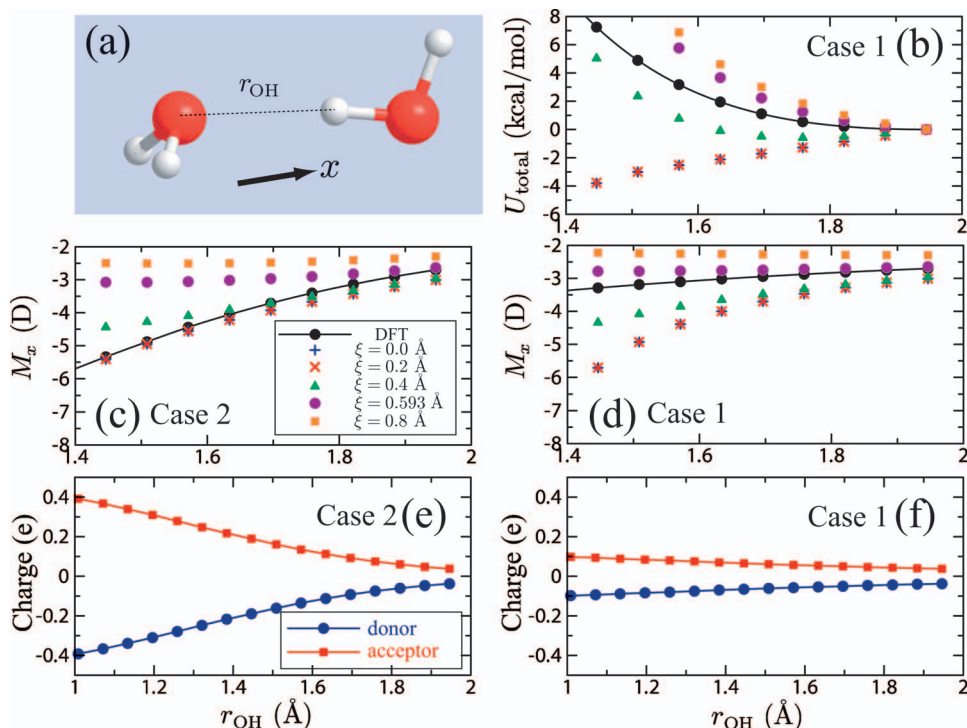 (a)
r_OH
x
(b)
Case 1
U_total (kcal/mol)
8
6
4
2
0
-2
-4
-6
1.4
1.6
1.8
2
M_x (D)
-2
-3
-4
-5
-6
-7
-8
(c) Case 2
DFT
ξ = 0.0 Å
ξ = 0.2 Å
ξ = 0.4 Å
ξ = 0.593 Å
ξ = 0.8 Å
1.4
1.6
1.8
2
M_x (D)
-2
-3
-4
-5
-6
-7
-8
(d) Case 1
1.4
1.6
1.8
2
Charge (e)
0.4
0.2
0
-0.2
-0.4
Case 2 (e)
donor
acceptor
1
1.2
1.4
1.6
1.8
2
r_OH (Å)
Charge (e)
0.4
0.2
0
-0.2
-0.4
Case 1 (f)
1
1.2
1.4
1.6
1.8
2
r_OH (Å)